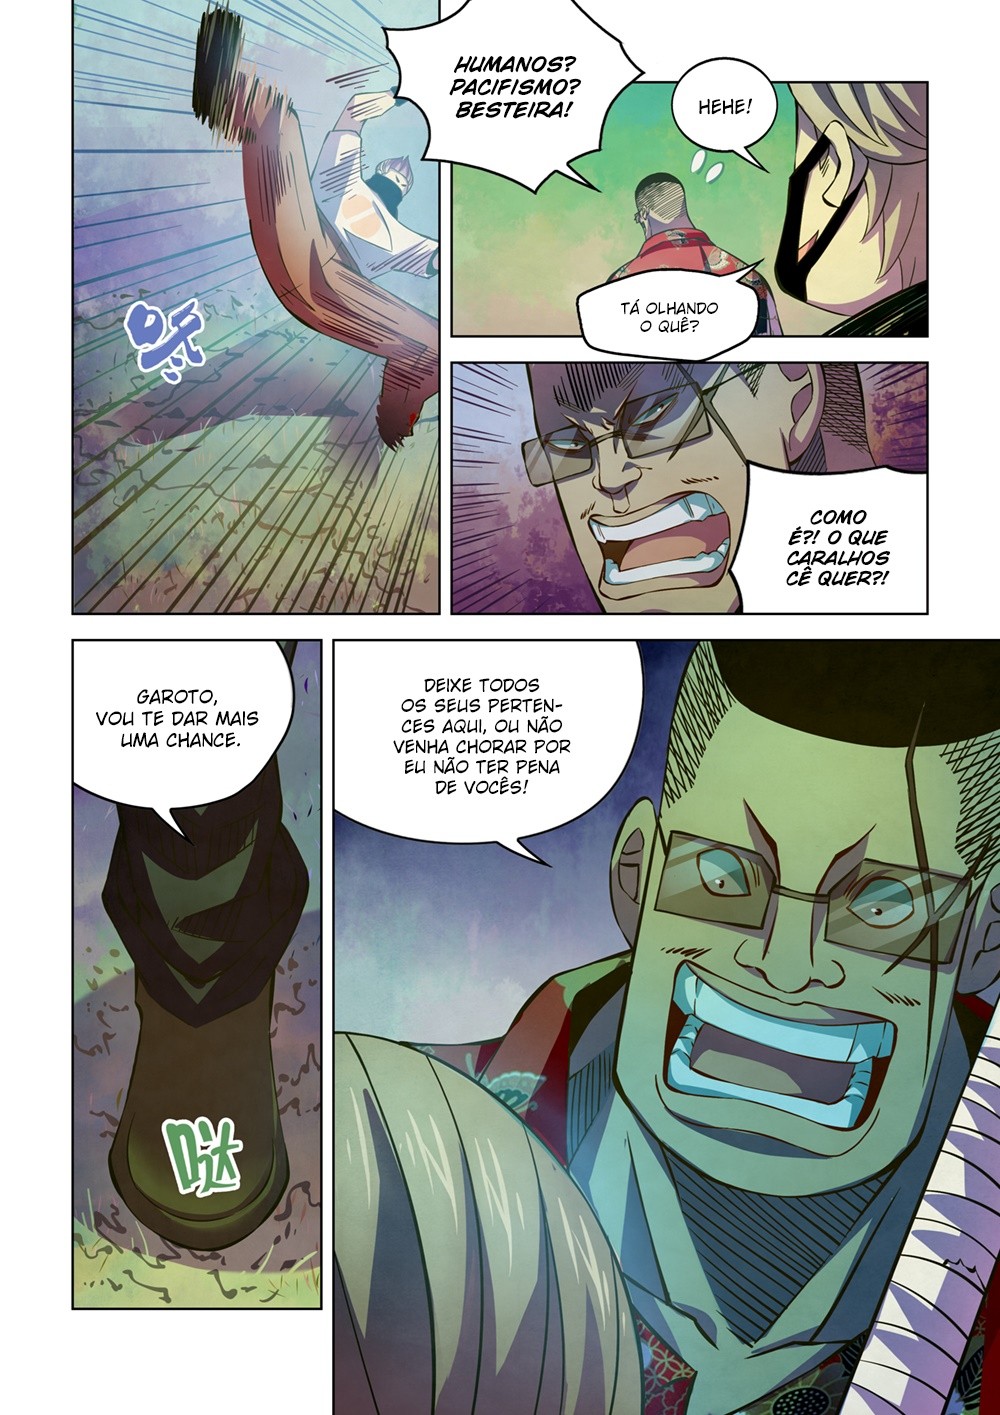 HUMANOS?
PACIFISMO?
BESTEIRA!
HEHE!
TÁ OLHANDO
O QUÊ?
COMO
É?! O QUE
CARALHOS
CÊ QUER?!
GAROTO,
VOU TE DAR MAIS
UMA CHANCE.
DEIXE TODOS
OS SEUS PERTEN-
CES AQUI, OU NÃO
VENHA CHORAR POR
EU NÃO TER PENA
DE VOCÊS!
哒